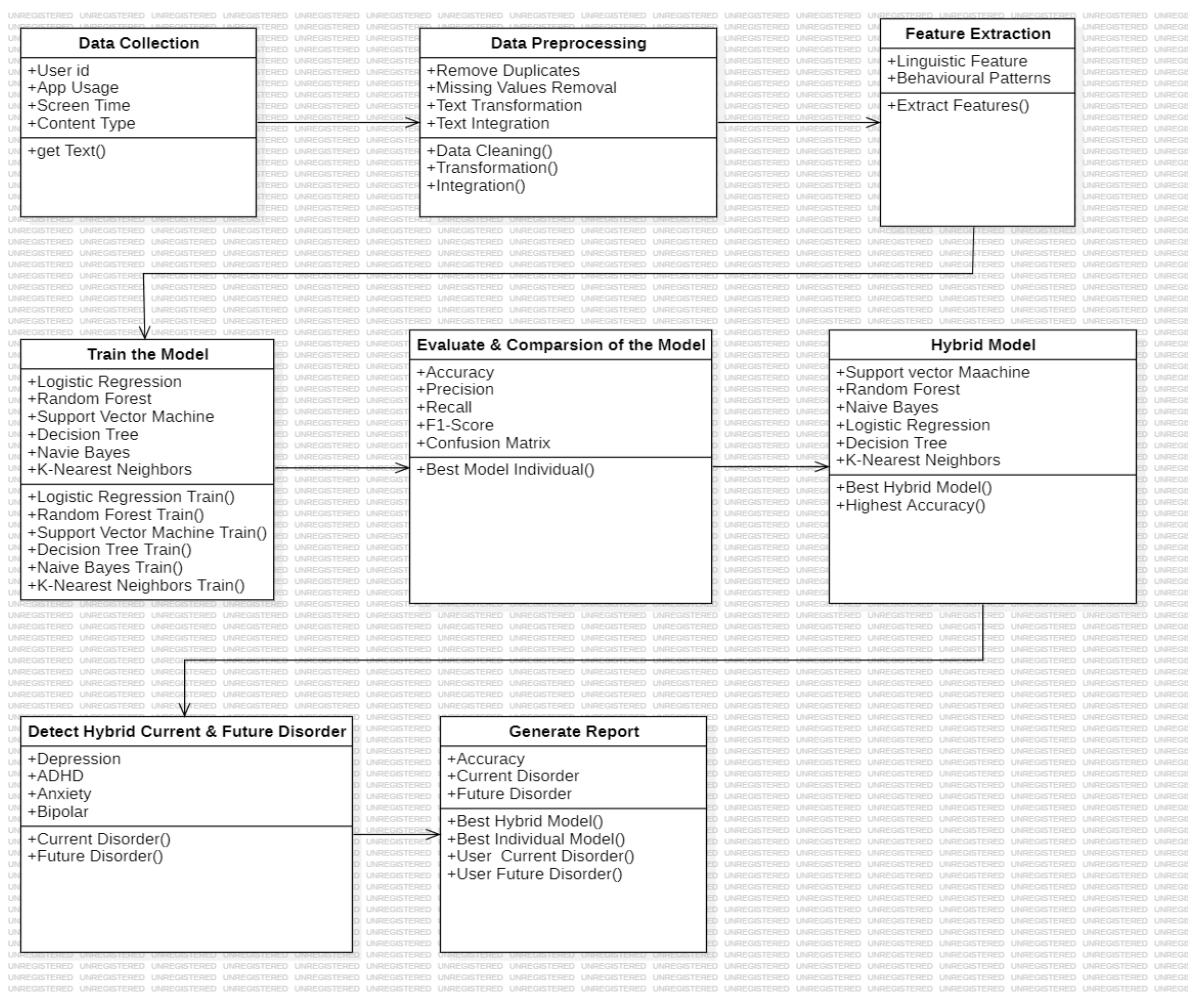 Data Collection
+User id
+App Usage
+Screen Time
+Content Type
+get Text()
Data Preprocessing
+Remove Duplicates
+Missing Values Removal
+Text Transformation
+Text Integration
+Data Cleaning()
+Transformation()
+Integration()
Feature Extraction
+Linguistic Feature
+Behavioural Patterns
+Extract Features()
Train the Model
+Logistic Regression
+Random Forest
+Support Vector Machine
+Decision Tree
+Navie Bayes
+K-Nearest Neighbors
+Logistic Regression Train()
+Random Forest Train()
+Support Vector Machine Train()
+Decision Tree Train()
+Naive Bayes Train()
+K-Nearest Neighbors Train()
Evaluate & Comparsion of the Model
+Accuracy
+Precision
+Recall
+F1-Score
+Confusion Matrix
+Best Model Individual()
Hybrid Model
+Support vector Maachine
+Random Forest
+Naive Bayes
+Logistic Regression
+Decision Tree
+K-Nearest Neighbors
+Best Hybrid Model()
+Highest Accuracy()
Detect Hybrid Current & Future Disorder
+Depression
+ADHD
+Anxiety
+Bipolar
+Current Disorder()
+Future Disorder()
Generate Report
+Accuracy
+Current Disorder
+Future Disorder
+Best Hybrid Model()
+Best Individual Model()
+User  Current Disorder()
+User Future Disorder()
UNREGISTERED